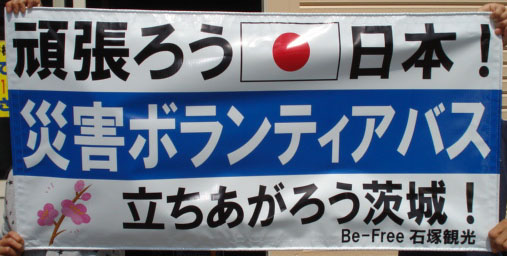 頑張ろう 日本！
災害ボランティアバス
立ちあがろう茨城！
Be-Free 石塚観光